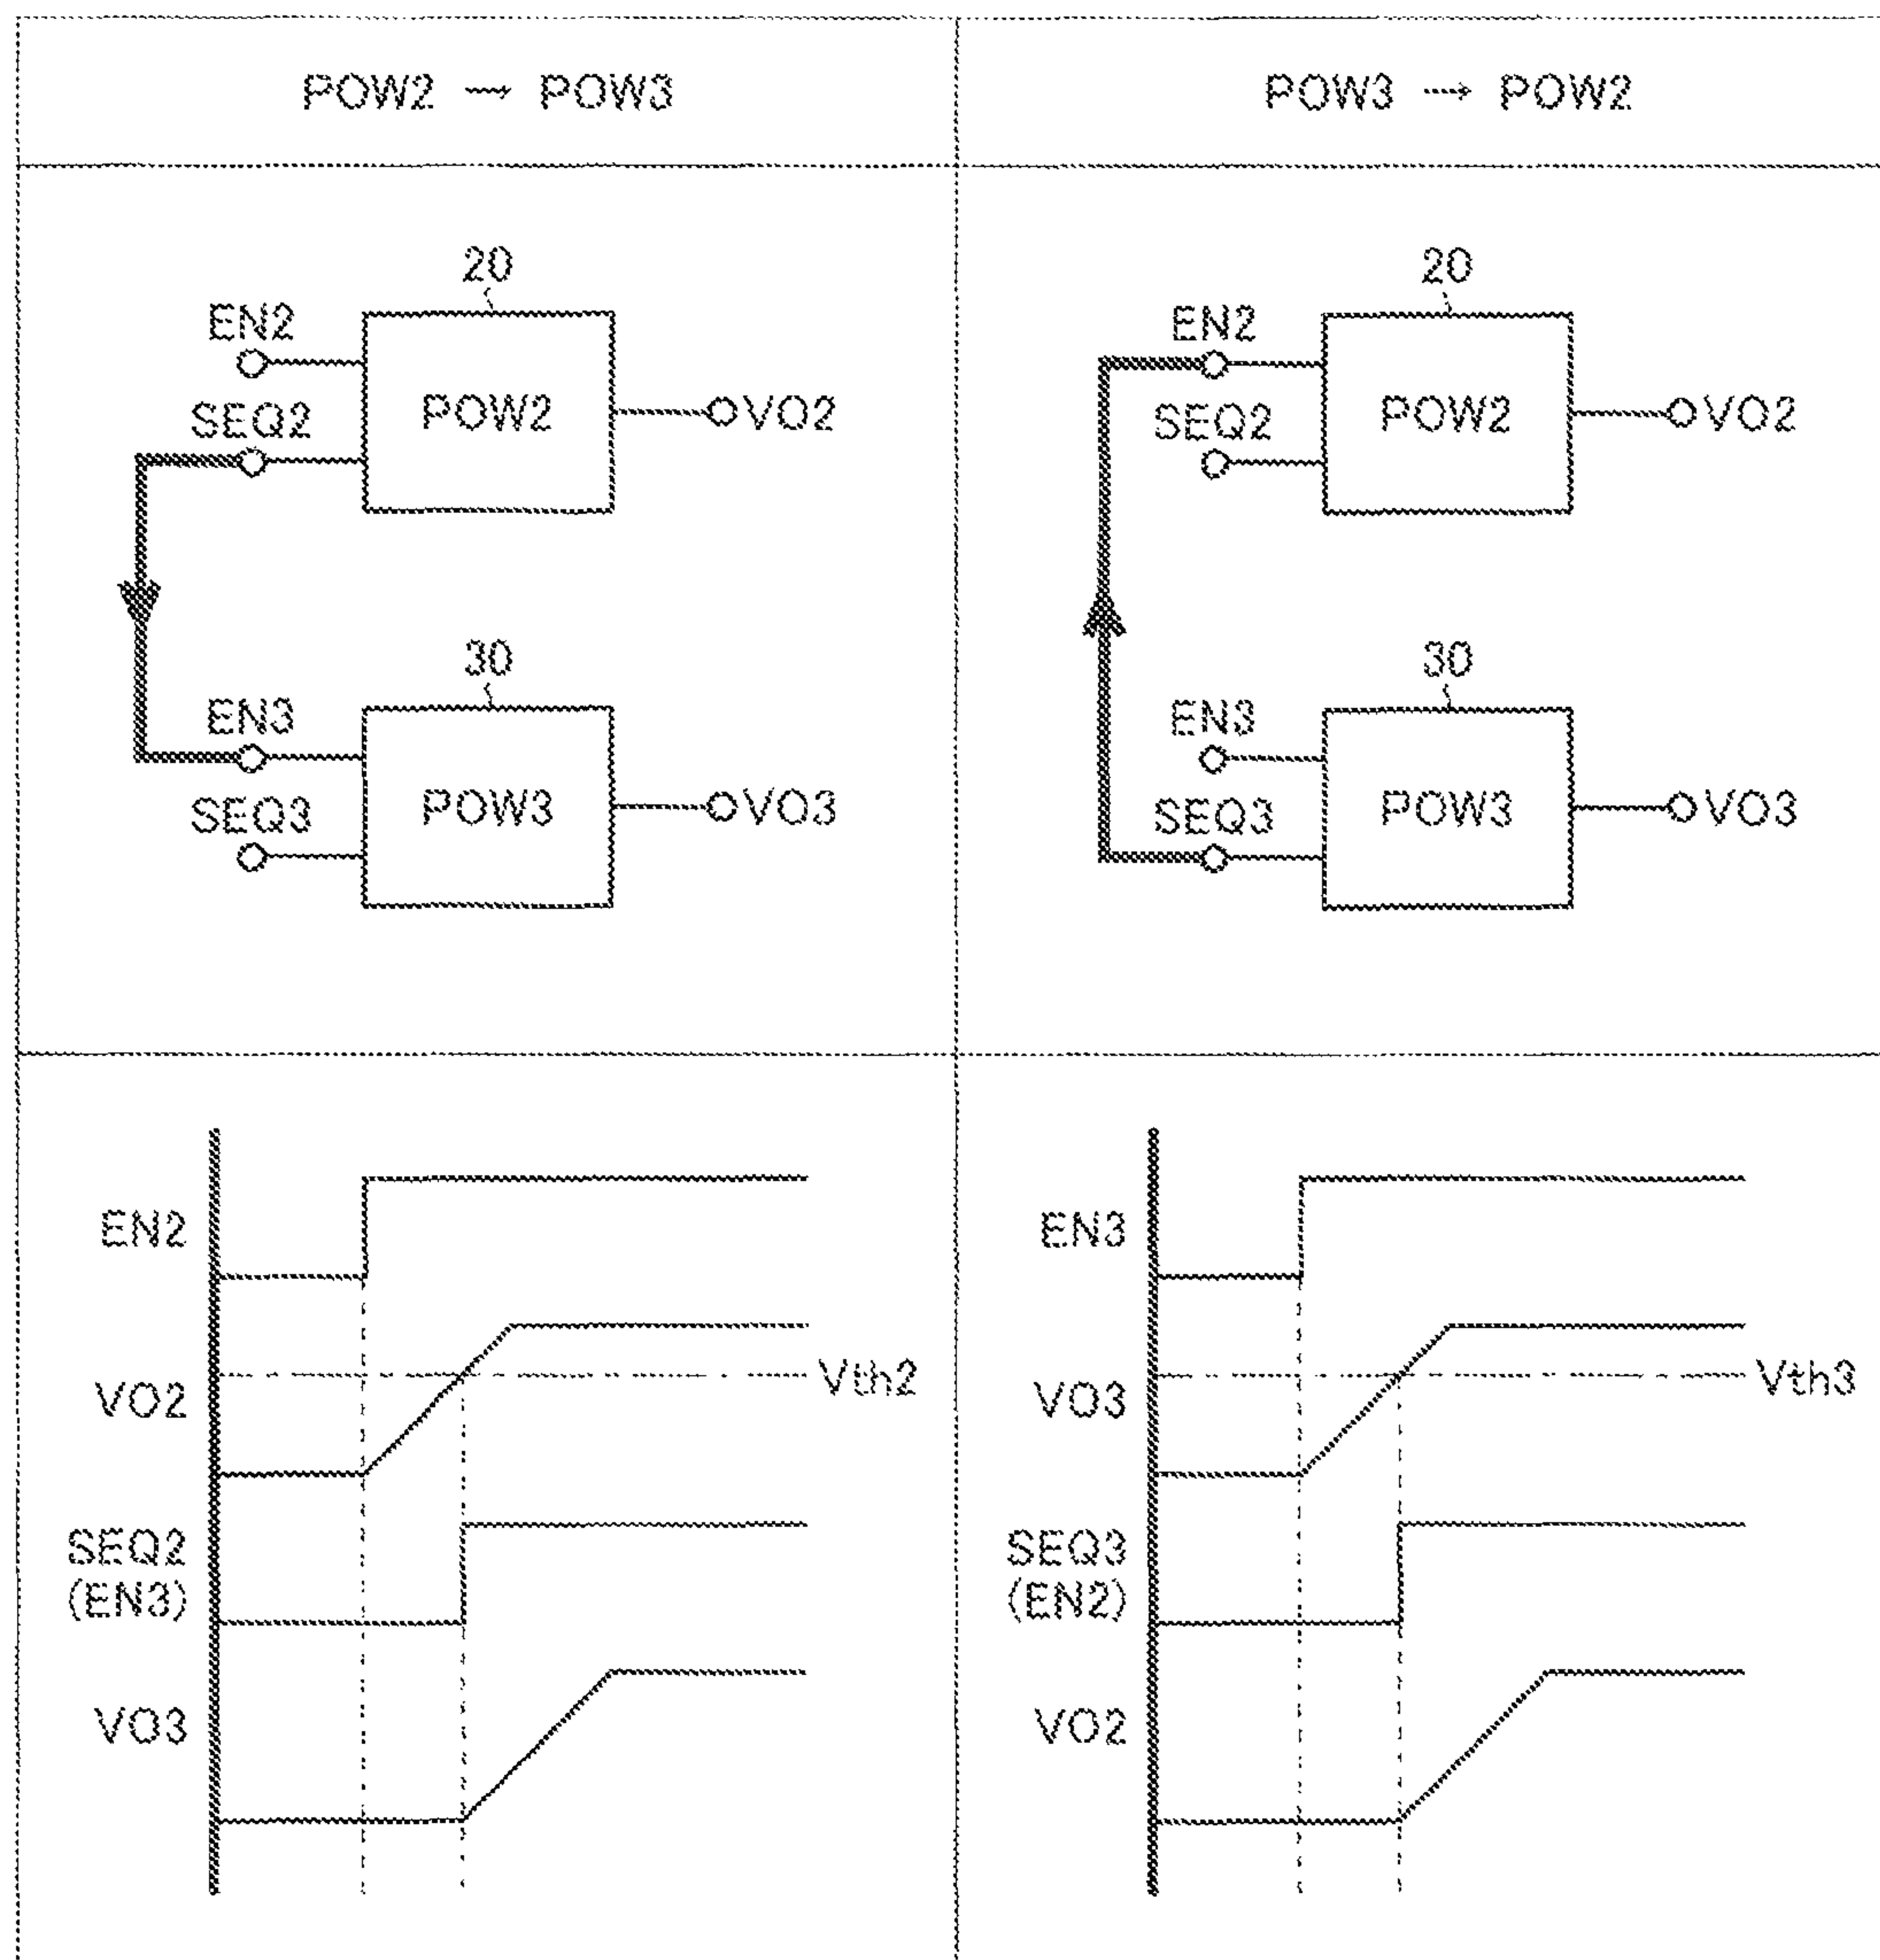 POW2 → POW3
POW3 → POW2
20
EN2
SEQ2
POW2
VO2
30
EN3
SEQ3
POW3
VO3
20
EN2
SEQ2
POW2
VO2
30
EN3
SEQ3
POW3
VO3
EN2
VO2
Vth2
SEQ2
(EN3)
VO3
EN3
VO3
Vth3
SEQ3
(EN2)
VO2